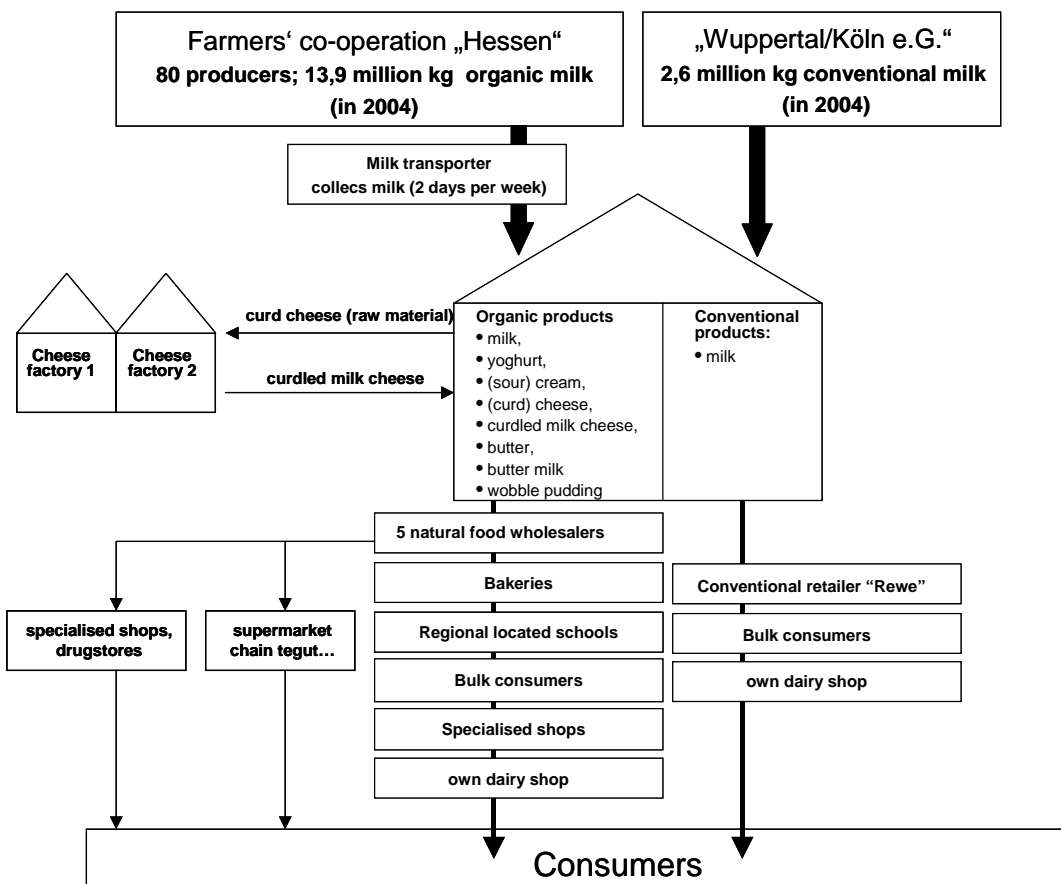 Farmers‘ co-operation „Hessen“
80 producers; 13,9 million kg organic milk
(in 2004)
„Wuppertal/Köln e.G.“
2,6 million kg conventional milk
(in 2004)
Milk transporter
collecs milk (2 days per week)
curd cheese (raw material)
Cheese
factory 1
Cheese
factory 2
curdled milk cheese
Organic products
• milk,
• yoghurt,
• (sour) cream,
• (curd) cheese,
• curdled milk cheese,
• butter,
• butter milk
• wobble pudding
Conventional
products:
• milk
5 natural food wholesalers
Bakeries
Regional located schools
Bulk consumers
Specialised shops
own dairy shop
Conventional retailer “Rewe”
Bulk consumers
own dairy shop
specialised shops,
drugstores
supermarket
chain tegut…
Consumers